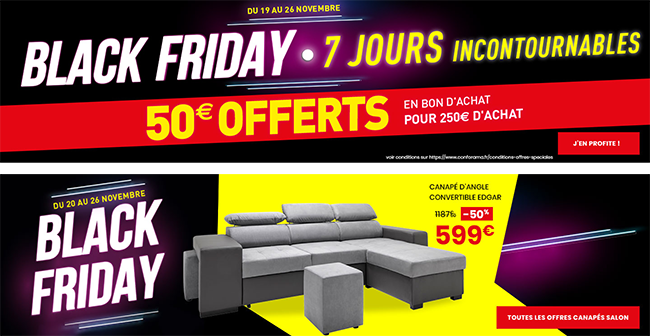 DU 19 AU 26 NOVEMBRE
BLACK FRIDAY • 7 JOURS INCONTOURNABLES
50€ OFFERTS
EN BON D'ACHAT
POUR 250€ D'ACHAT
J'EN PROFITE !
voir conditions sur https://www.conforama.fr/conditions-offres-speciales
DU 20 AU 26 NOVEMBRE
BLACK
FRIDAY
CANAPÉ D'ANGLE
CONVERTIBLE EDGAR
1187€ -50%
599€
TOUTES LES OFFRES CANAPÉS SALON